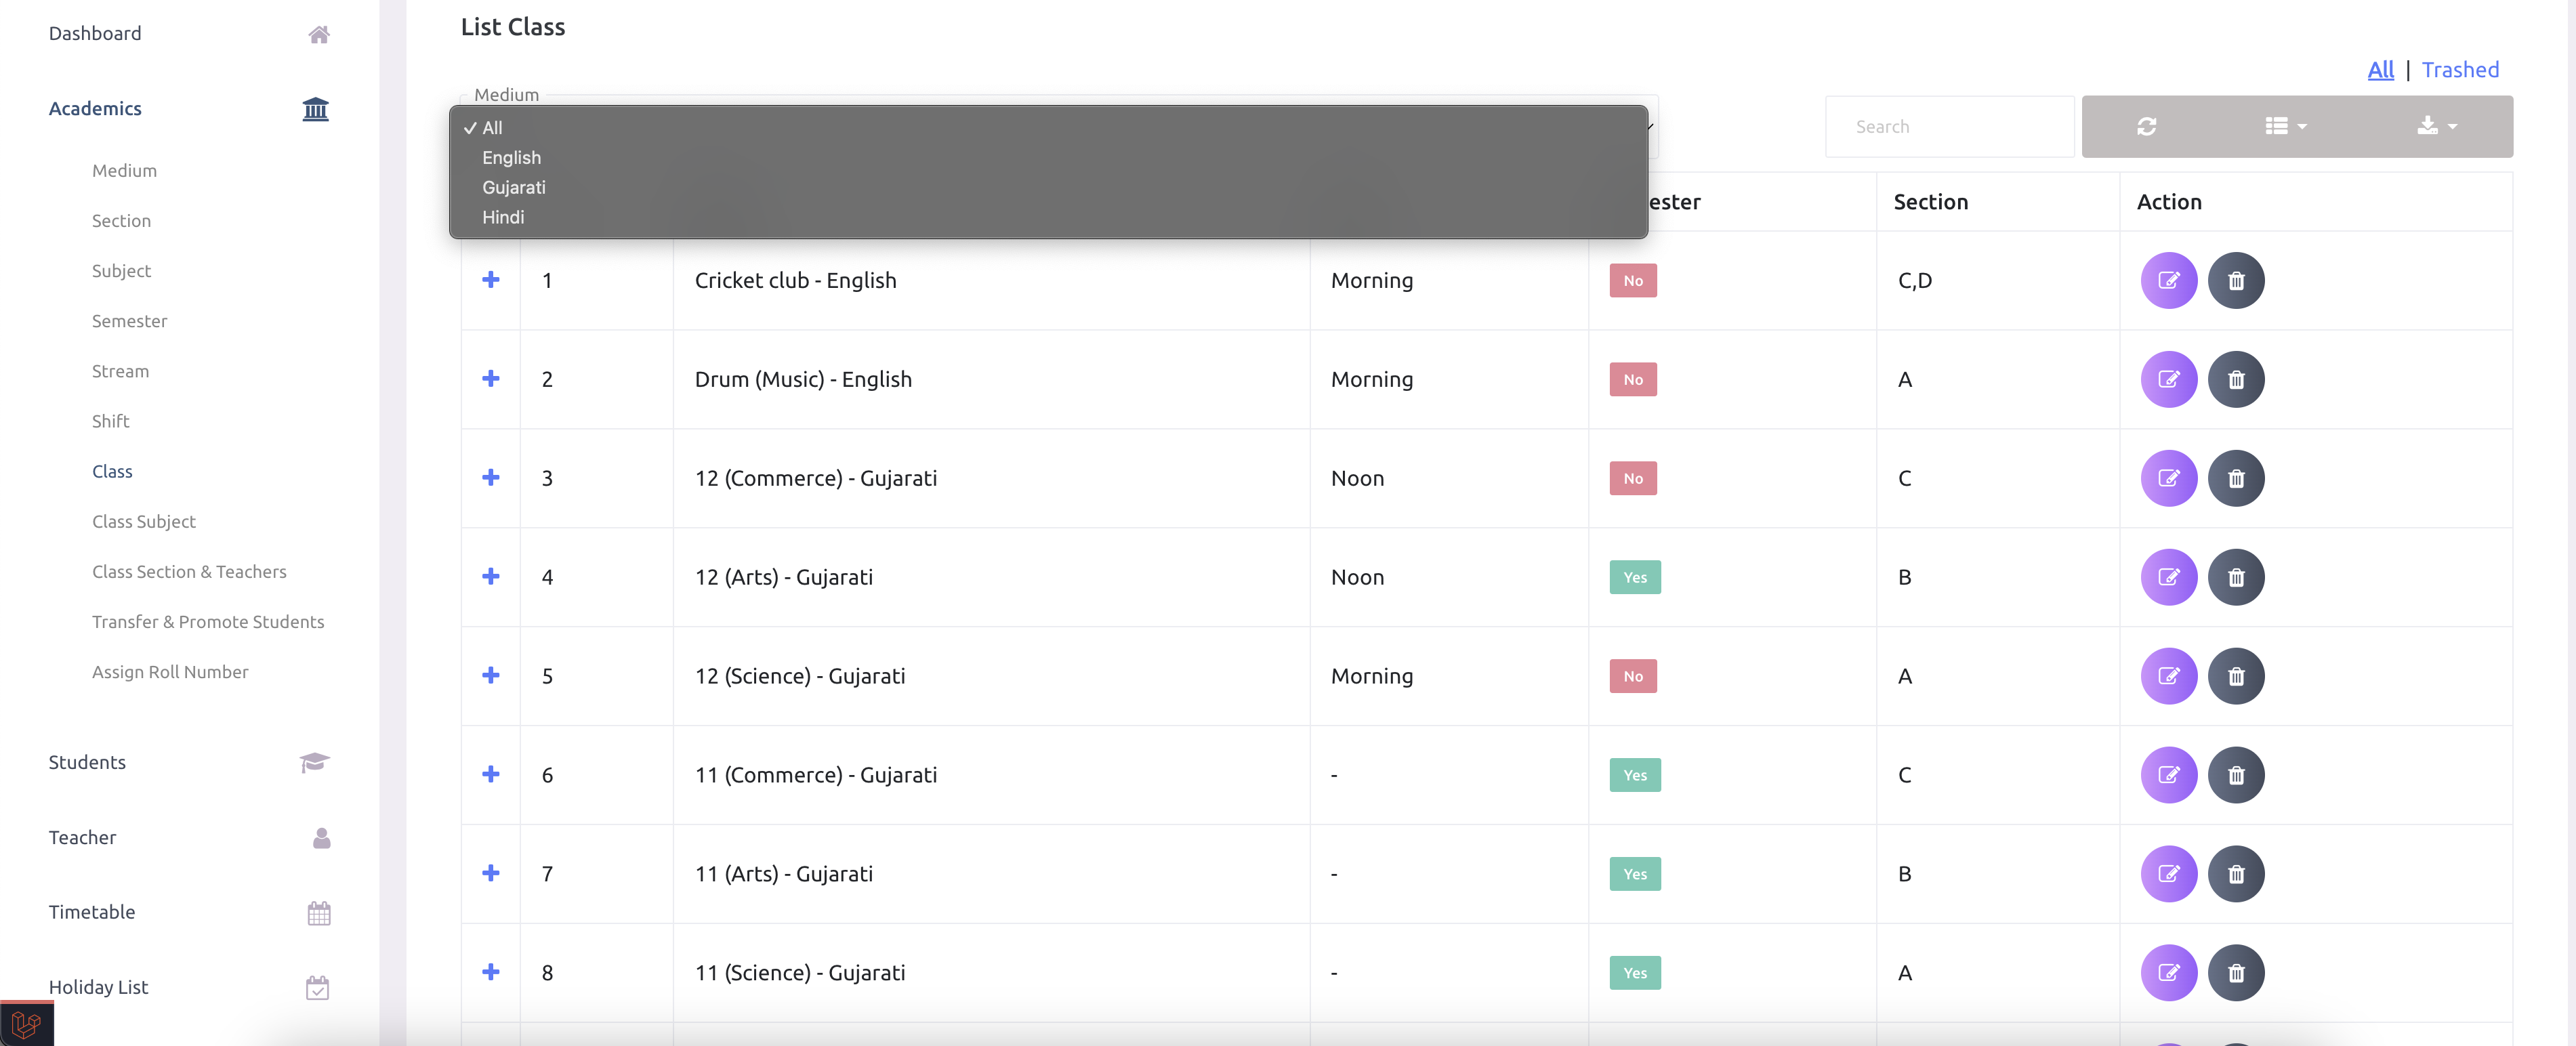 Dashboard
Academics
Medium
Section
Subject
Semester
Stream
Shift
Class
Class Subject
Class Section & Teachers
Transfer & Promote Students
Assign Roll Number
Students
Teacher
Timetable
Holiday List
List Class
All | Trashed
Medium
✓ All
English
Gujarati
Hindi
Search
ester Section Action
1 Cricket club - English Morning No C,D
2 Drum (Music) - English Morning No A
3 12 (Commerce) - Gujarati Noon No C
4 12 (Arts) - Gujarati Noon Yes B
5 12 (Science) - Gujarati Morning No A
6 11 (Commerce) - Gujarati - Yes C
7 11 (Arts) - Gujarati - Yes B
8 11 (Science) - Gujarati - Yes A